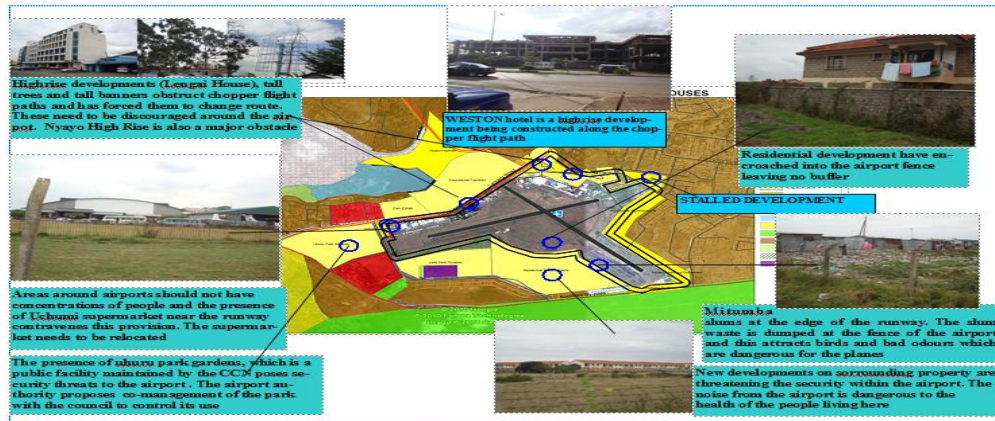 Highrise developments (Lengai House), tall
trees and tall banners obstruct chopper flight
paths and has forced them to change route.
These need to be discouraged around the air-
pot. Nyayo High Rise is also a major obstacle
OUSES
WESTON hotel is a highrise develop-
ment being constructed along the chop-
per flight path
Residential development have en-
croached into the airport fence
leaving no buffer
STALLED DEVELOPMENT
Areas around airports should not have
concentrations of people and the presence
of Uchumi supermarket near the runway
contravenes this provision. The supermar-
ket needs to be relocated
The presence of uhuru park gardens, which is a
public facility maintained by the CCN poses se-
curity threats to the airport . The airport au-
thority proposes co-management of the park
with the council to control its use
Mitumba
slums at the edge of the runway. The slum
waste is dumped at the fence of the airport
and this attracts birds and bad odours which
are dangerous for the planes
New developments on sorrounding property are
threatening the security within the airport. The
noise from the airport is dangerous to the
health of the people living here